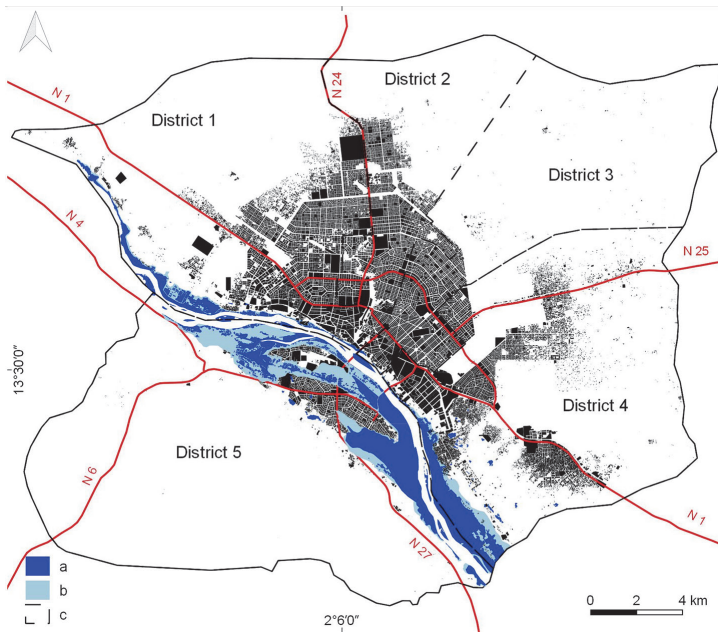 N 24
District 2
N 1
District 1
District 3
N 4
N 25
13°30'0"
District 4
District 5
N 6
N 1
N 27
a
b
c
0 2 4 km
2°6'0"